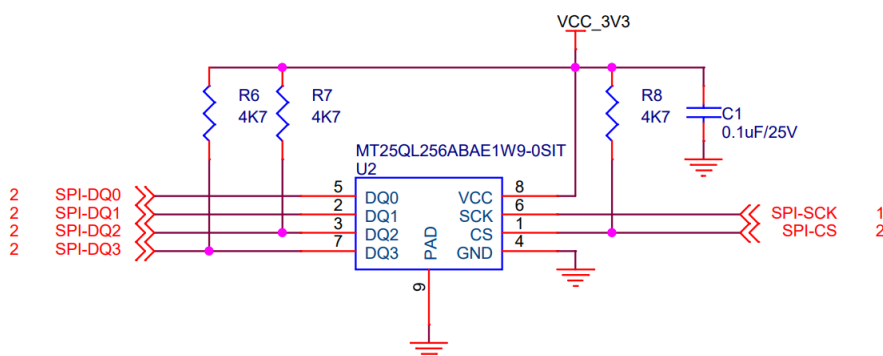 VCC_3V3
R6
4K7
R7
4K7
R8
4K7
C1
0.1uF/25V
MT25QL256ABAE1W9-0SIT
U2
2 SPI-DQ0 5 DQ0 VCC 8
2 SPI-DQ1 2 DQ1 SCK 6 SPI-SCK 1
2 SPI-DQ2 3 DQ2 CS 1 SPI-CS 2
2 SPI-DQ3 7 DQ3 GND 4
PAD
9